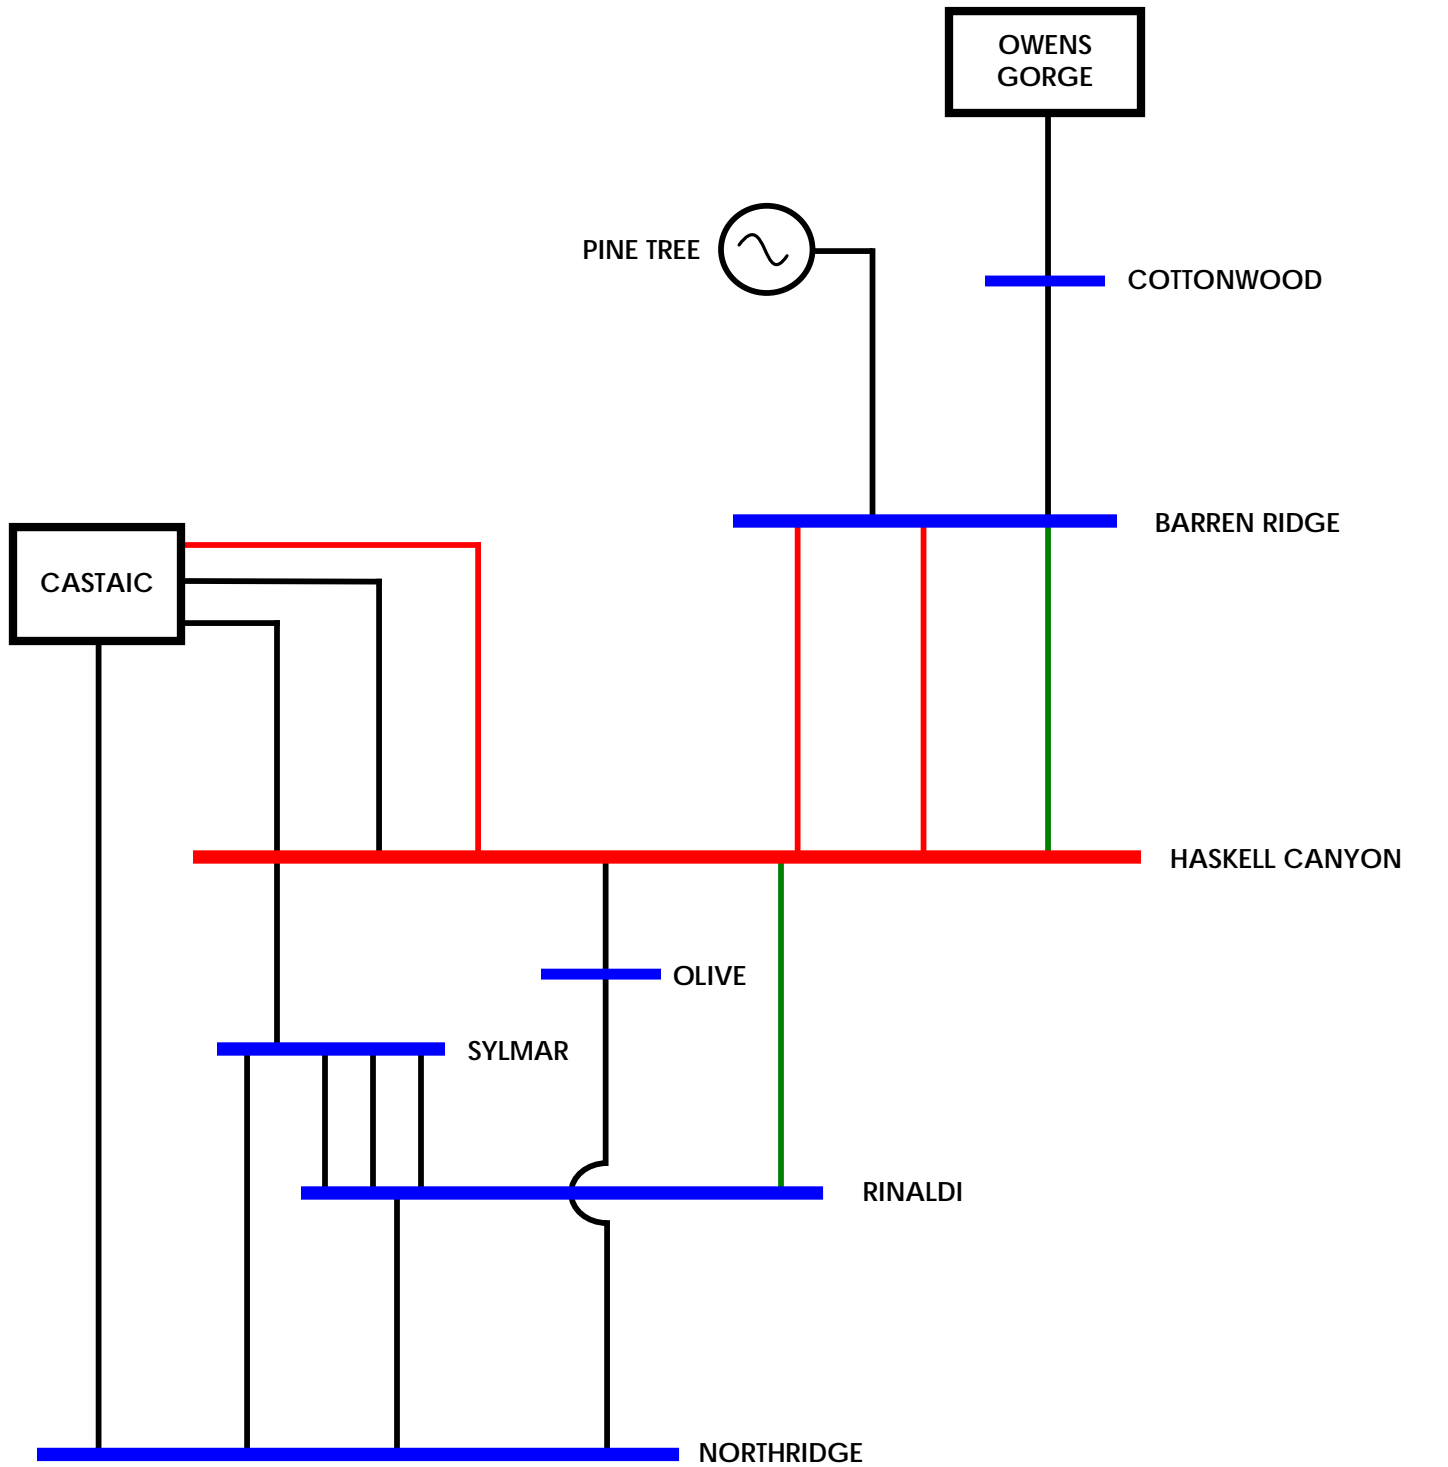 OWENS
GORGE
PINE TREE
COTTONWOOD
BARREN RIDGE
CASTAIC
HASKELL CANYON
OLIVE
SYLMAR
RINALDI
NORTHRIDGE